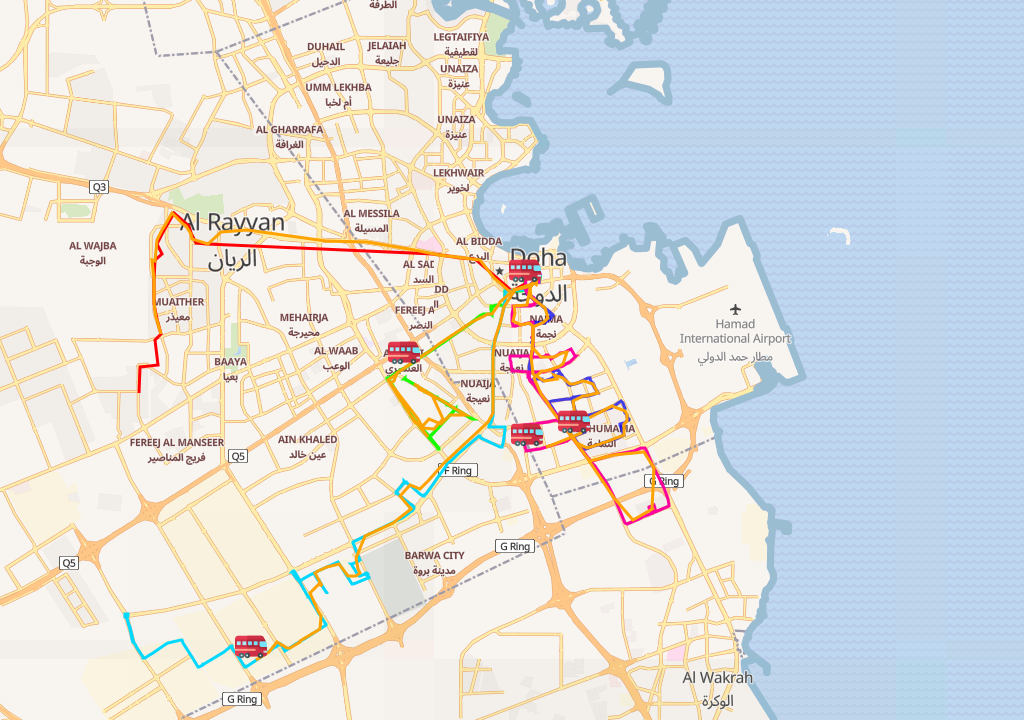 الطرفة
LEGTAIFIYA
لقطيفية
DUHAIL
الدحيل
JELAIAH
جليعة
UNAIZA
عنيزة
UMM LEKHBA
أم لخبا
UNAIZA
عنيزة
AL GHARRAFA
الغرافة
LEKHWAIR
لخوير
Q3
AL MESSILA
المسيلة
Al Rayyan
الريان
AL WAJBA
الوجبة
AL BIDDA
البدع
Doha
الدوحة
AL SAD
السد
DD
FEREEJ A
النصر
MUAITHER
معيذر
MEHAIRJA
محيرجة
NAJMA
نجمة
Hamad
International Airport
مطار حمد الدولي
AL WAAB
الوعب
BAAYA
بعيا
NUAIJA
نعيجة
NUAIJA
نعيجة
THUMAMA
الثمامة
FEREEJ AL MANSEER
فريج المناصير
AIN KHALED
عين خالد
Q5
F Ring
G Ring
G Ring
BARWA CITY
مدينة بروة
Q5
G Ring
Al Wakrah
الوكرة